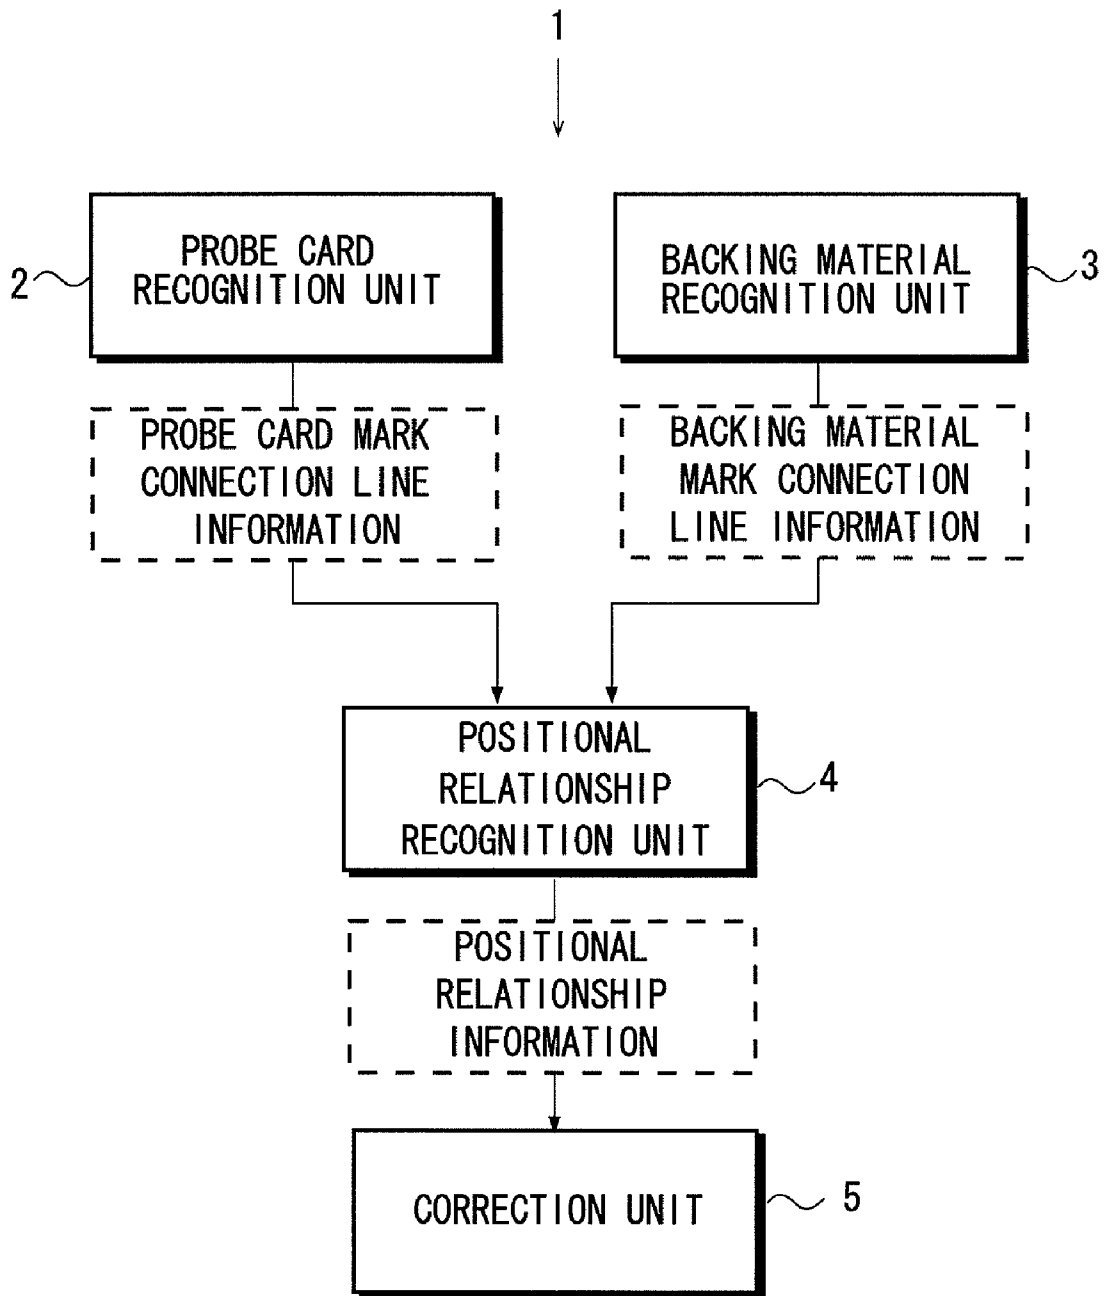 1
PROBE CARD
RECOGNITION UNIT
2
BACKING MATERIAL
RECOGNITION UNIT
3
PROBE CARD MARK
CONNECTION LINE
INFORMATION
BACKING MATERIAL
MARK CONNECTION
LINE INFORMATION
POSITIONAL
RELATIONSHIP
RECOGNITION UNIT
4
POSITIONAL
RELATIONSHIP
INFORMATION
CORRECTION UNIT
5